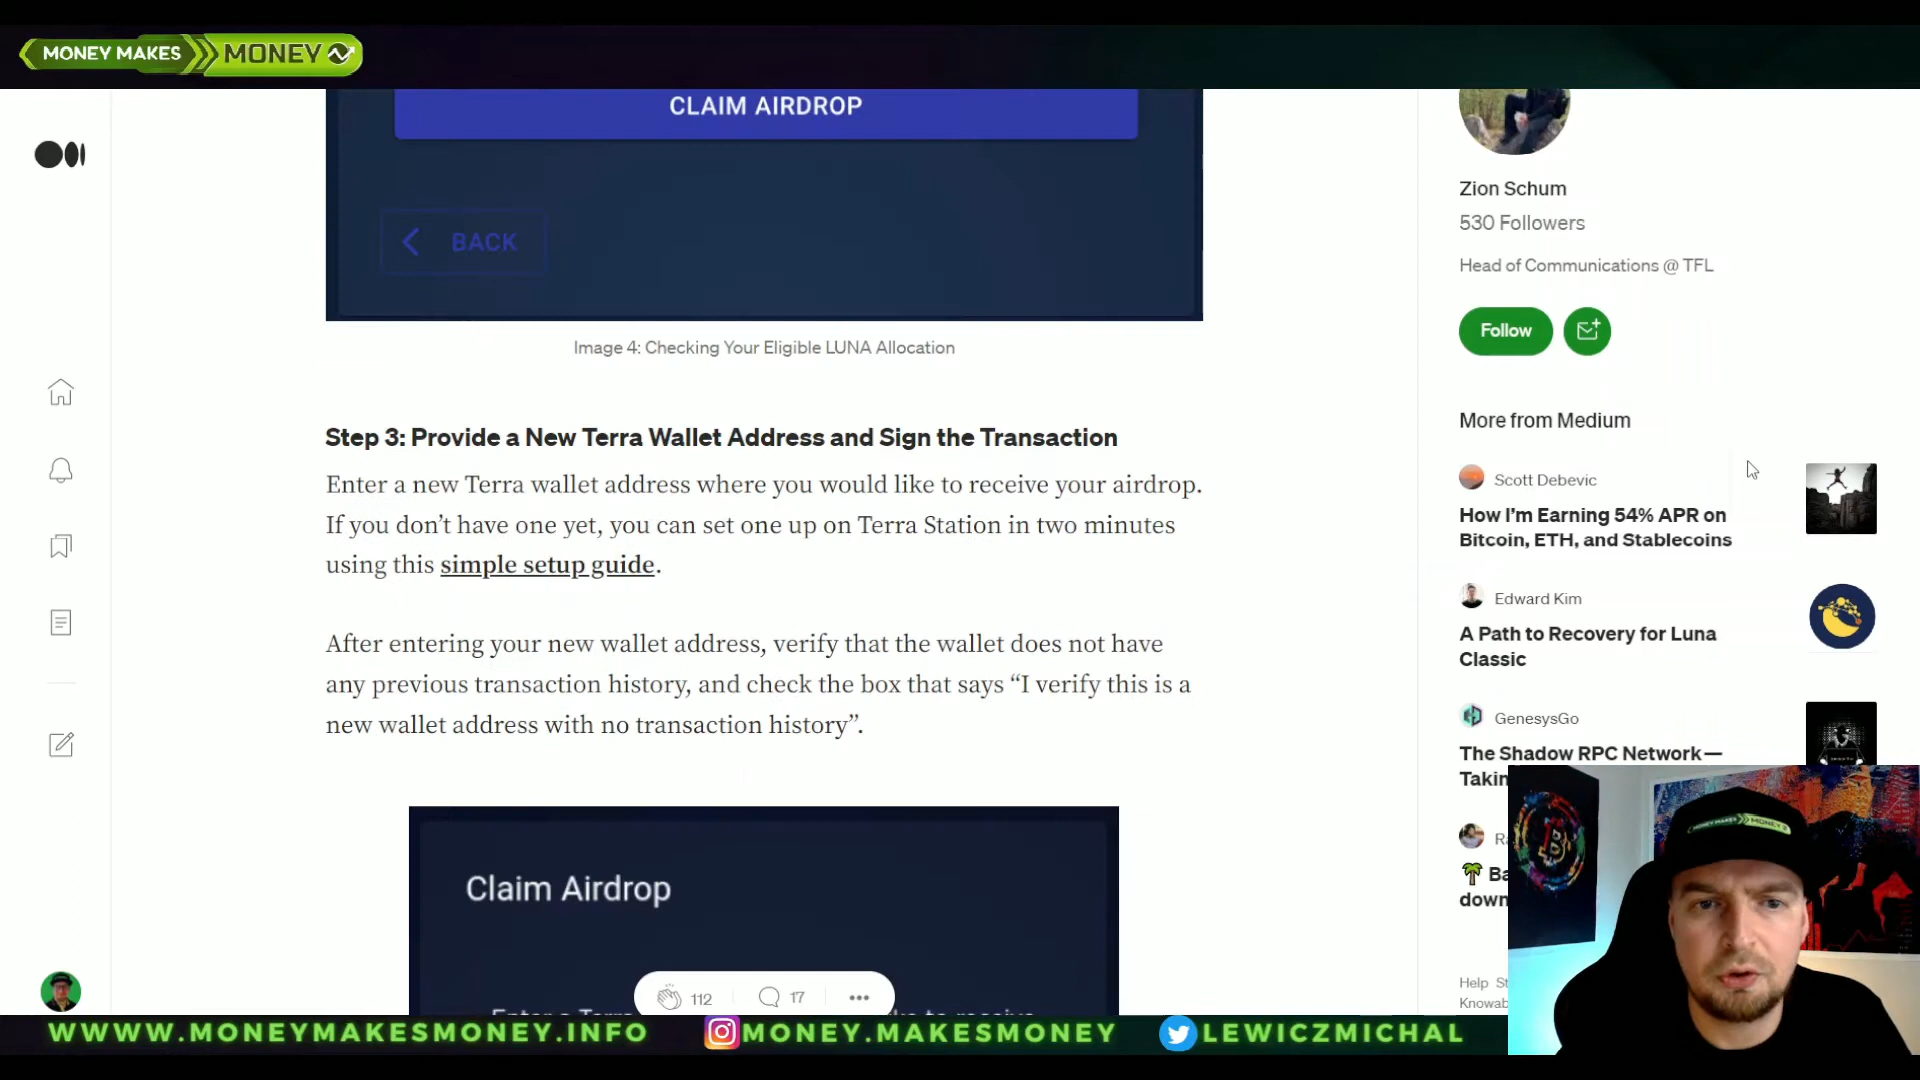 MONEY MAKES MONEY
CLAIM AIRDROP
BACK
Image 4: Checking Your Eligible LUNA Allocation
Step 3: Provide a New Terra Wallet Address and Sign the Transaction
Enter a new Terra wallet address where you would like to receive your airdrop.
If you don’t have one yet, you can set one up on Terra Station in two minutes
using this simple setup guide.
After entering your new wallet address, verify that the wallet does not have
any previous transaction history, and check the box that says “I verify this is a
new wallet address with no transaction history”.
Claim Airdrop
112
17
Zion Schum
530 Followers
Head of Communications @ TFL
Follow
More from Medium
Scott Debevic
How I’m Earning 54% APR on
Bitcoin, ETH, and Stablecoins
Edward Kim
A Path to Recovery for Luna
Classic
GenesysGo
The Shadow RPC Network—
down
Help
MONEY MAKES MONEY
WWWW.MONEYMAKESMONEY.INFO
MONEY.MAKESMONEY
LEWICZMICHAL